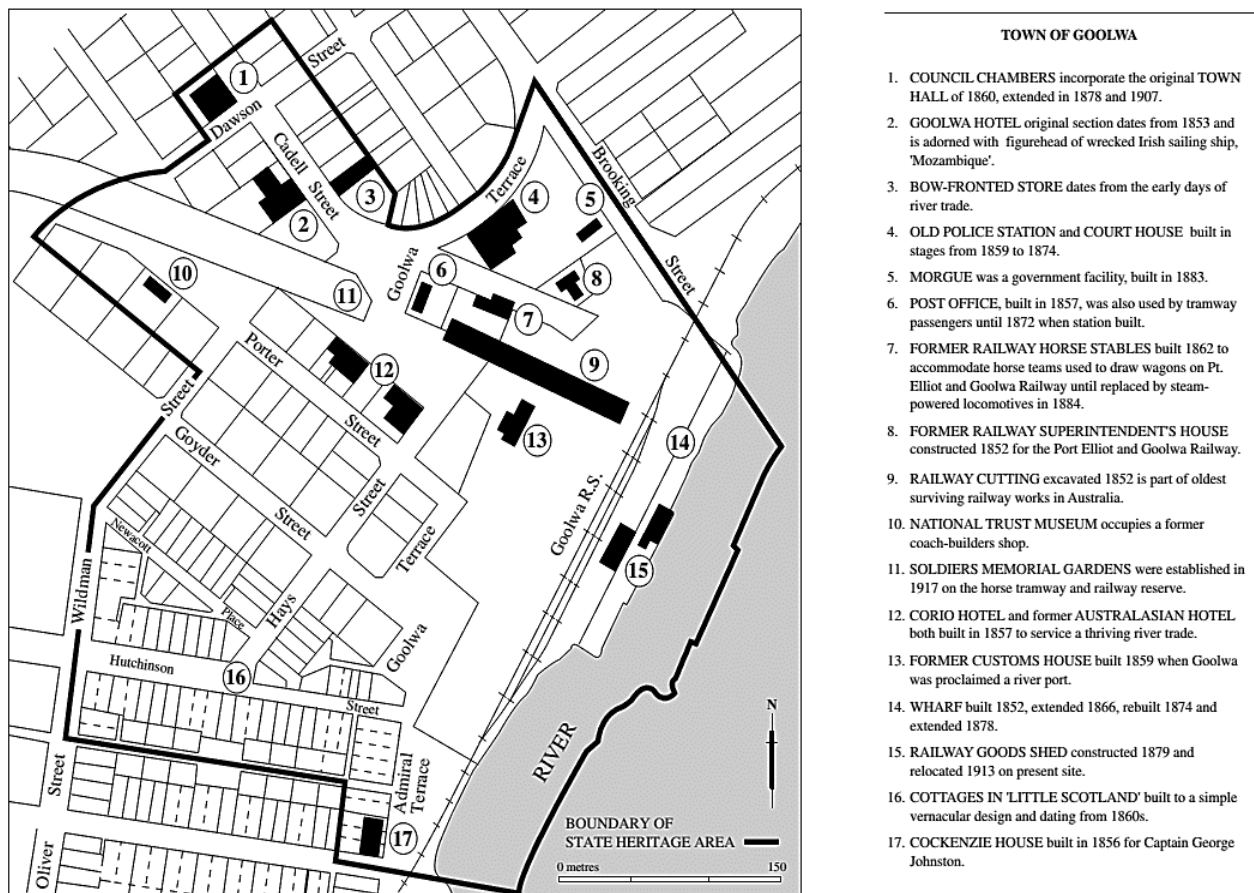 Street
1
Dawson
Cadell
Street
2
3
Terrace
4
Brooking
5
Street
Goolwa
6
7
8
9
10
11
Porter
Street
12
13
14
Goolwa R.S.
15
Street
Goyder
Street
Street
Terrace
Newacott
Place
Hays
Goolwa
Wildman
Hutchinson
16
Street
Admiral
Terrace
17
Street
Oliver
RIVER
N
BOUNDARY OF
STATE HERITAGE AREA
0 metres 150
TOWN OF GOOLWA
1. COUNCIL CHAMBERS incorporate the original TOWN
HALL of 1860, extended in 1878 and 1907.
2. GOOLWA HOTEL original section dates from 1853 and
is adorned with figurehead of wrecked Irish sailing ship,
'Mozambique'.
3. BOW-FRONTED STORE dates from the early days of
river trade.
4. OLD POLICE STATION and COURT HOUSE built in
stages from 1859 to 1874.
5. MORGUE was a government facility, built in 1883.
6. POST OFFICE, built in 1857, was also used by tramway
passengers until 1872 when station built.
7. FORMER RAILWAY HORSE STABLES built 1862 to
accommodate horse teams used to draw wagons on Pt.
Elliot and Goolwa Railway until replaced by steam-
powered locomotives in 1884.
8. FORMER RAILWAY SUPERINTENDENT'S HOUSE
constructed 1852 for the Port Elliot and Goolwa Railway.
9. RAILWAY CUTTING excavated 1852 is part of oldest
surviving railway works in Australia.
10. NATIONAL TRUST MUSEUM occupies a former
coach-builders shop.
11. SOLDIERS MEMORIAL GARDENS were established in
1917 on the horse tramway and railway reserve.
12. CORIO HOTEL and former AUSTRALASIAN HOTEL
both built in 1857 to service a thriving river trade.
13. FORMER CUSTOMS HOUSE built 1859 when Goolwa
was proclaimed a river port.
14. WHARF built 1852, extended 1866, rebuilt 1874 and
extended 1878.
15. RAILWAY GOODS SHED constructed 1879 and
relocated 1913 on present site.
16. COTTAGES IN 'LITTLE SCOTLAND' built to a simple
vernacular design and dating from 1860s.
17. COCKENZIE HOUSE built in 1856 for Captain George
Johnston.